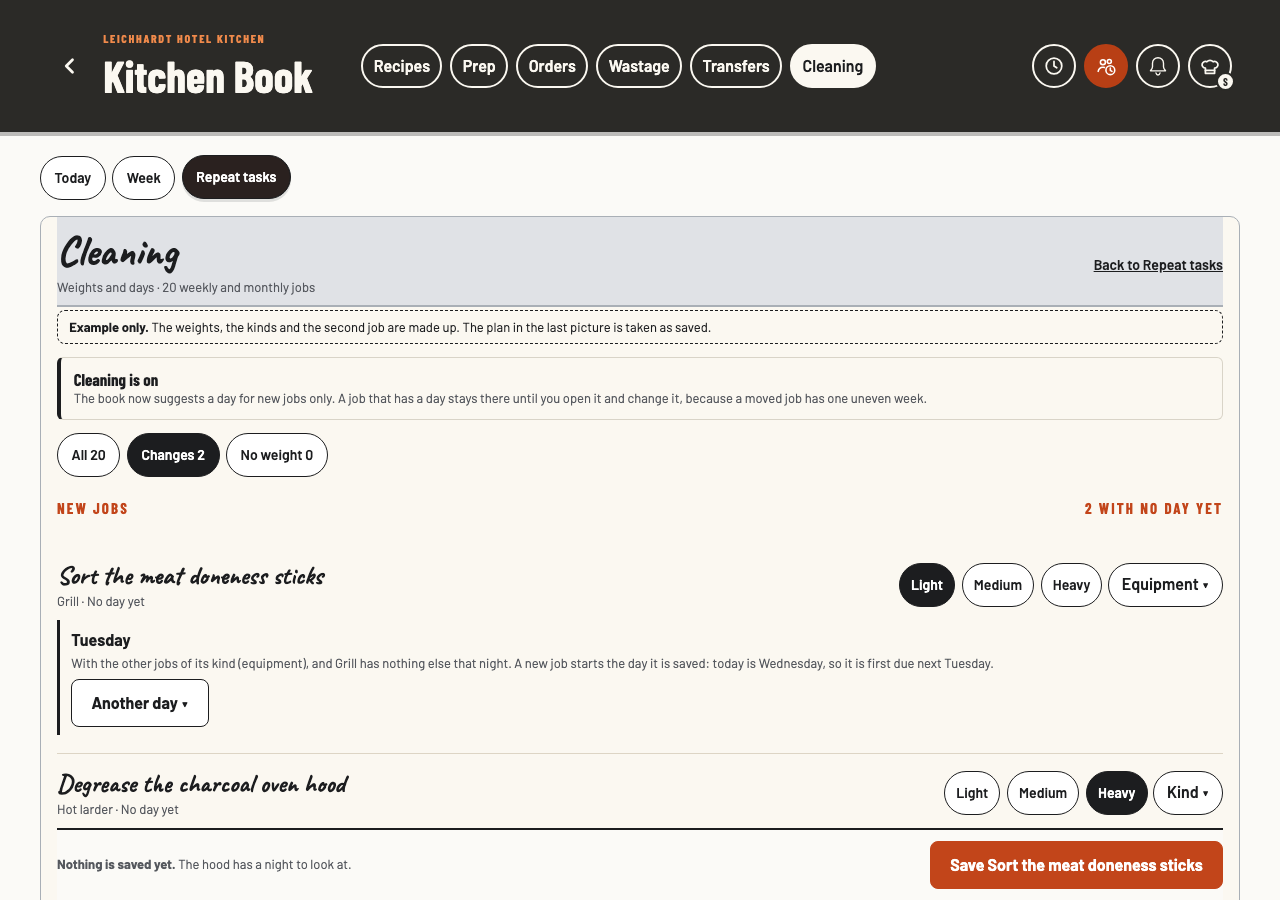 LEICHHARDT HOTEL KITCHEN
Kitchen Book
Recipes
Prep
Orders
Wastage
Transfers
Cleaning
S
Today
Week
Repeat tasks
Cleaning
Back to Repeat tasks
Weights and days · 20 weekly and monthly jobs
Example only. The weights, the kinds and the second job are made up. The plan in the last picture is taken as saved.
Cleaning is on
The book now suggests a day for new jobs only. A job that has a day stays there until you open it and change it, because a moved job has one uneven week.
All 20
Changes 2
No weight 0
NEW JOBS
2 WITH NO DAY YET
Sort the meat doneness sticks
Grill · No day yet
Light
Medium
Heavy
Equipment ▾
Tuesday
With the other jobs of its kind (equipment), and Grill has nothing else that night. A new job starts the day it is saved: today is Wednesday, so it is first due next Tuesday.
Another day ▾
Degrease the charcoal oven hood
Hot larder · No day yet
Light
Medium
Heavy
Kind ▾
Nothing is saved yet. The hood has a night to look at.
Save Sort the meat doneness sticks